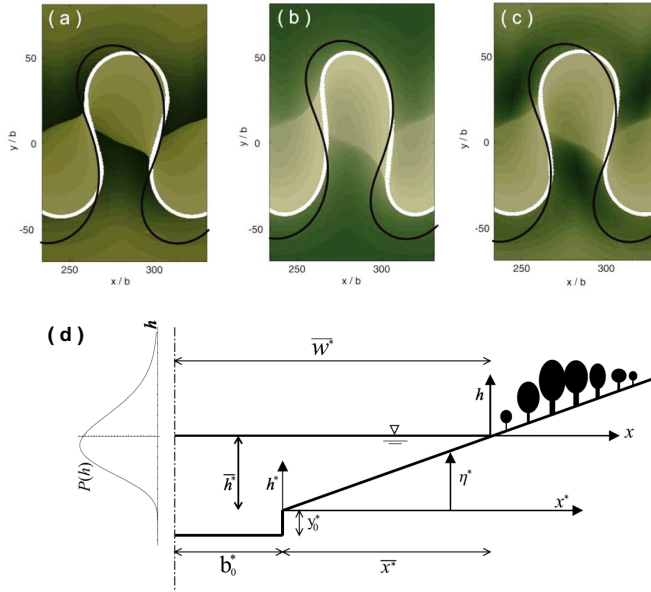 ( a )
( b )
( c )
50
0
-50
y / b
250
300
x / b
50
0
-50
y / b
250
300
x / b
50
0
-50
y / b
250
300
x / b
( d )
h
P(h)
W*
h
x
h*
h*
η*
x*
y0*
b0*
x*